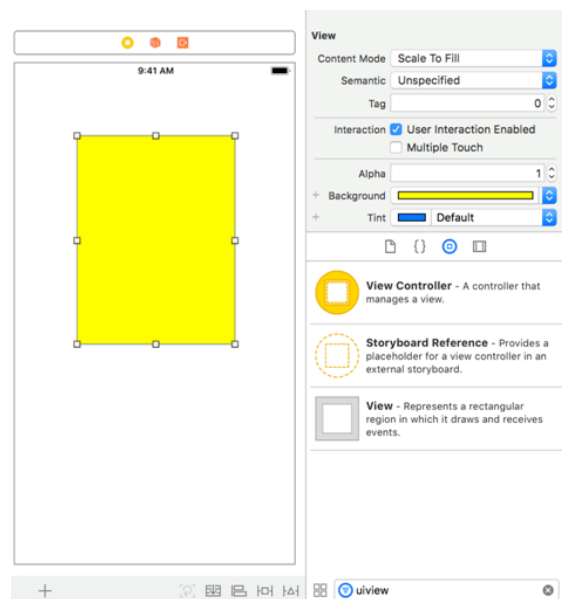 9:41 AM
View
Content Mode Scale To Fill
Semantic Unspecified
Tag 0
Interaction User Interaction Enabled
Multiple Touch
Alpha 1
+ Background
+ Tint Default
{}
View Controller - A controller that
manages a view.
Storyboard Reference - Provides a
placeholder for a view controller in an
external storyboard.
View - Represents a rectangular
region in which it draws and receives
events.
uiview